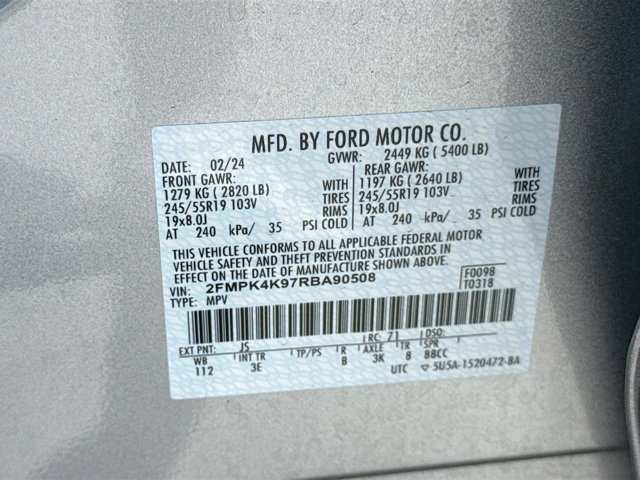 MFD. BY FORD MOTOR CO.
DATE: 02/24 GVWR: 2449 KG ( 5400 LB)
FRONT GAWR: REAR GAWR:
1279 KG ( 2820 LB) WITH 1197 KG ( 2640 LB) WITH
245/55R19 103V TIRES 245/55R19 103V TIRES
19x8.0J RIMS 19x8.0J RIMS
AT 240 kPa/ 35 PSI COLD AT 240 kPa/ 35 PSI COLD
THIS VEHICLE CONFORMS TO ALL APPLICABLE FEDERAL MOTOR
VEHICLE SAFETY AND THEFT PREVENTION STANDARDS IN
EFFECT ON THE DATE OF MANUFACTURE SHOWN ABOVE.
VIN: 2FMPK4K97RBA90508 F0098
TYPE: MPV T0318
EXT PNT: JS RC: 71 DSO:
WB INT TR TP/PS R AXLE TR SPR
112 3E B 3K 8 BBCC
UTC ▽ 5U5A-1520472-BA